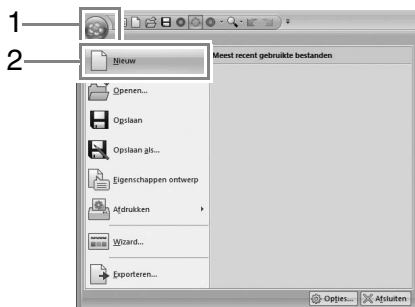 1
2
Nieuw
Meest recent gebruikte bestanden
Openen...
Opslaan
Opslaan als...
Eigenschappen ontwerp
Afdrukken
Wizard...
Exporteren...
Opties...
Afsluiten